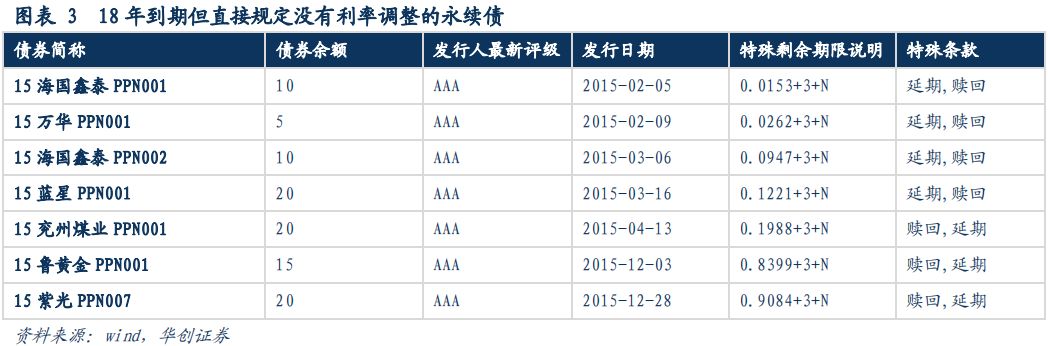 图表 3 18 年到期但直接规定没有利率调整的永续债
债券简称 债券余额 发行人最新评级 发行日期 特殊剩余期限说明 特殊条款
15 海国鑫泰 PPN001 10 AAA 2015-02-05 0.0153+3+N 延期,赎回
15 万华 PPN001 5 AAA 2015-02-09 0.0262+3+N 延期,赎回
15 海国鑫泰 PPN002 10 AAA 2015-03-06 0.0947+3+N 延期,赎回
15 蓝星 PPN001 20 AAA 2015-03-16 0.1221+3+N 延期,赎回
15 兖州煤业 PPN001 20 AAA 2015-04-13 0.1988+3+N 赎回,延期
15 鲁黄金 PPN001 15 AAA 2015-12-03 0.8399+3+N 赎回,延期
15 紫光 PPN007 20 AAA 2015-12-28 0.9084+3+N 赎回,延期
资料来源：wind，华创证券